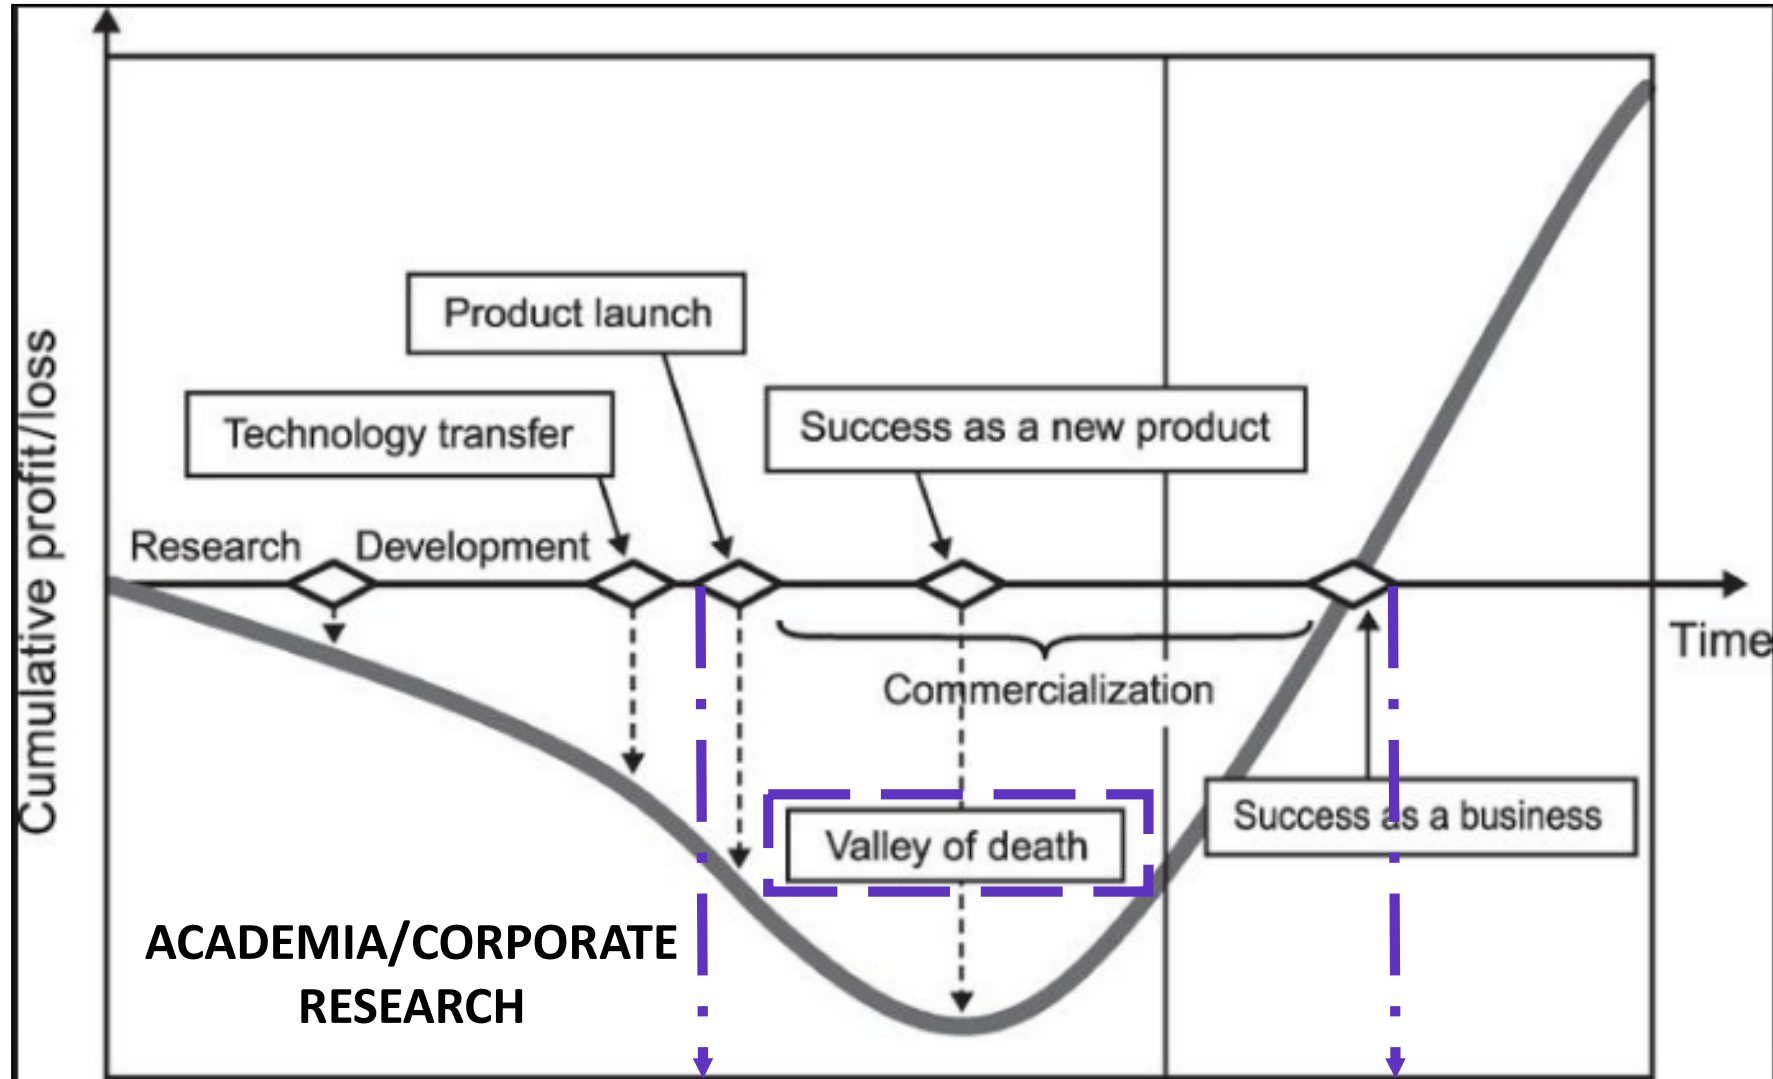 Cumulative profit/loss
Product launch
Technology transfer
Success as a new product
Research
Development
Time
Commercialization
Success as a business
Valley of death
ACADEMIA/CORPORATE
RESEARCH